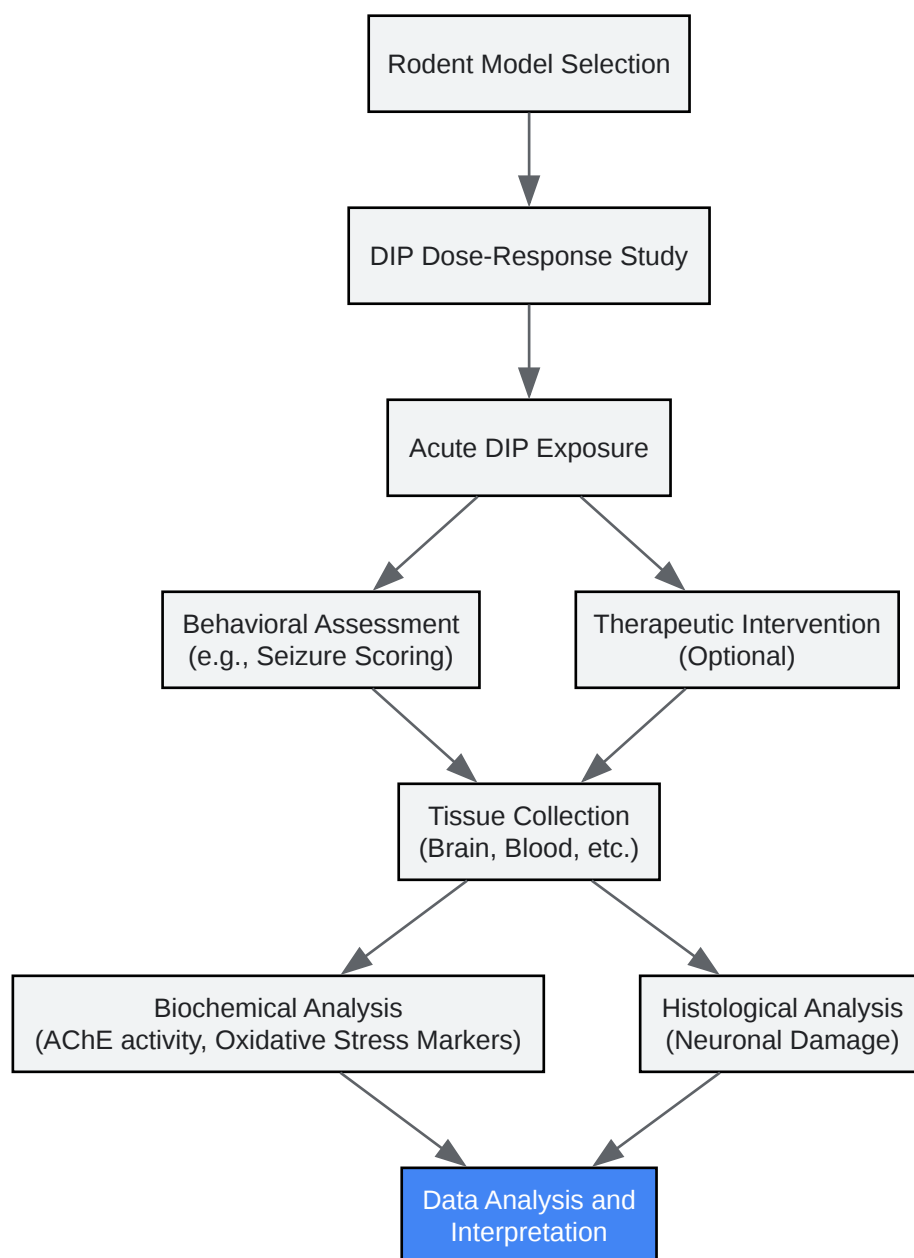 Rodent Model Selection
DIP Dose-Response Study
Acute DIP Exposure
Behavioral Assessment
(e.g., Seizure Scoring)
Therapeutic Intervention
(Optional)
Tissue Collection
(Brain, Blood, etc.)
Biochemical Analysis
(AChE activity, Oxidative Stress Markers)
Histological Analysis
(Neuronal Damage)
Data Analysis and
Interpretation